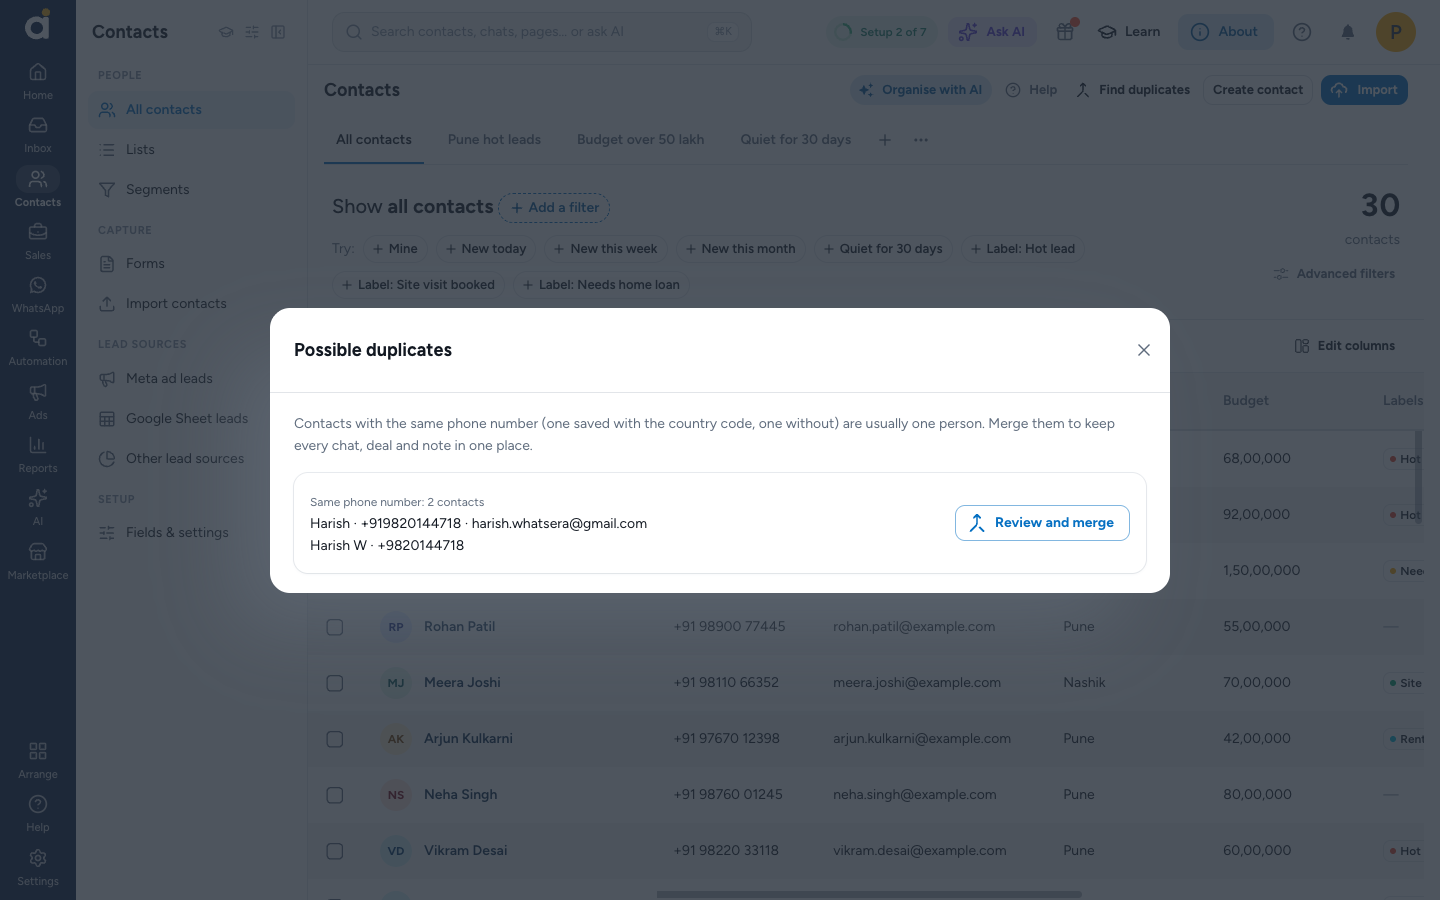 Contacts
Search contacts, chats, pages... or ask AI
⌘K
Setup 2 of 7
Ask AI
Learn
About
P
Home
Inbox
Contacts
Sales
WhatsApp
Automation
Ads
Reports
AI
Marketplace
Arrange
Help
Settings
PEOPLE
All contacts
Lists
Segments
CAPTURE
Forms
Import contacts
LEAD SOURCES
Meta ad leads
Google Sheet leads
Other lead sources
SETUP
Fields & settings
Contacts
Organise with AI
Help
Find duplicates
Create contact
Import
All contacts
Pune hot leads
Budget over 50 lakh
Quiet for 30 days
Show all contacts
+ Add a filter
30
contacts
Try:
+ Mine
+ New today
+ New this week
+ New this month
+ Quiet for 30 days
+ Label: Hot lead
+ Label: Site visit booked
+ Label: Needs home loan
Advanced filters
Edit columns
Possible duplicates
Contacts with the same phone number (one saved with the country code, one without) are usually one person. Merge them to keep
every chat, deal and note in one place.
Same phone number: 2 contacts
Harish · +919820144718 · harish.whatsera@gmail.com
Harish W · +9820144718
Review and merge
Budget Labels
68,00,000 Hot
92,00,000 Hot
1,50,00,000 Nee
RP Rohan Patil +91 98900 77445 rohan.patil@example.com Pune 55,00,000 —
MJ Meera Joshi +91 98110 66352 meera.joshi@example.com Nashik 70,00,000 Site
AK Arjun Kulkarni +91 97670 12398 arjun.kulkarni@example.com Pune 42,00,000 Rent
NS Neha Singh +91 98760 01245 neha.singh@example.com Pune 80,00,000 —
VD Vikram Desai +91 98220 33118 vikram.desai@example.com Pune 60,00,000 Hot